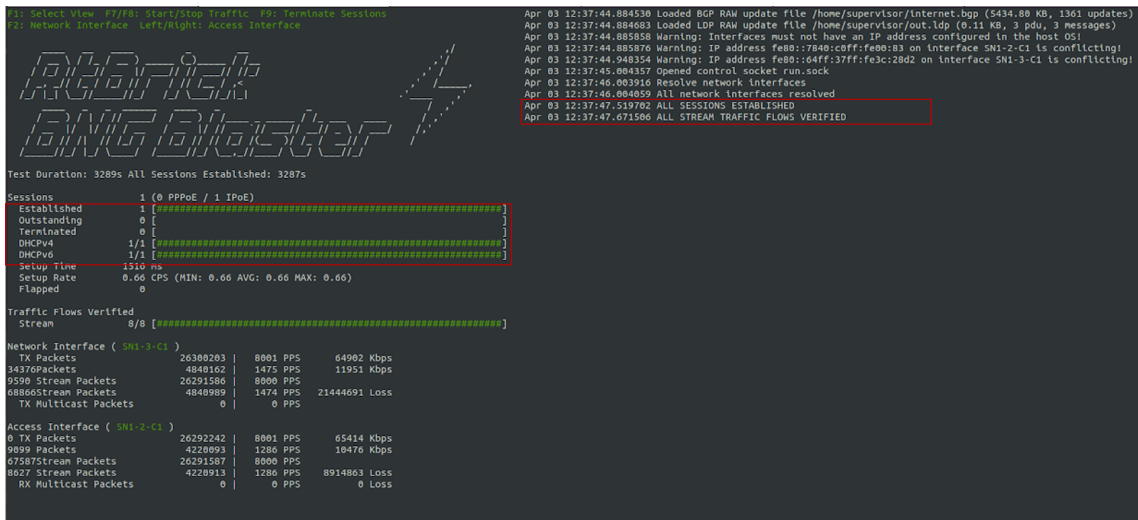 F1: Select View  F7/F8: Start/Stop Traffic  F9: Terminate Sessions
F2: Network Interface  Left/Right: Access Interface
RtBrick
BNG Blaster
Test Duration: 3289s All Sessions Established: 3287s
Sessions 1 (0 PPPoE / 1 IPoE)
Established 1 [############################################################]
Outstanding 0 [ ]
Terminated 0 [ ]
DHCPv4 1/1 [############################################################]
DHCPv6 1/1 [############################################################]
Setup Time 1516 ms
Setup Rate 0.66 CPS (MIN: 0.66 AVG: 0.66 MAX: 0.66)
Flapped 0
Traffic Flows Verified
Stream 8/8 [############################################################]
Network Interface ( SN1-3-C1 )
TX Packets 26300203 | 8001 PPS 64902 Kbps
34376Packets 4840162 | 1475 PPS 11951 Kbps
9590 Stream Packets 26291586 | 8000 PPS
68866Stream Packets 4840989 | 1474 PPS 21444691 Loss
TX Multicast Packets 0 | 0 PPS
Access Interface ( SN1-2-C1 )
0 TX Packets 26292242 | 8001 PPS 65414 Kbps
9099 Packets 4220093 | 1286 PPS 10476 Kbps
67587Stream Packets 26291587 | 8000 PPS
8627 Stream Packets 4220913 | 1286 PPS 8914863 Loss
RX Multicast Packets 0 | 0 PPS 0 Loss
Apr 03 12:37:44.884530 Loaded BGP RAW update file /home/supervisor/internet.bgp (5434.80 KB, 1361 updates)
Apr 03 12:37:44.884683 Loaded LDP RAW update file /home/supervisor/out.ldp (0.11 KB, 3 pdu, 3 messages)
Apr 03 12:37:44.885858 Warning: Interfaces must not have an IP address configured in the host OS!
Apr 03 12:37:44.885876 Warning: IP address fe80::7840:c0ff:fe00:83 on interface SN1-2-C1 is conflicting!
Apr 03 12:37:44.948354 Warning: IP address fe80::64ff:37ff:fe3c:28d2 on interface SN1-3-C1 is conflicting!
Apr 03 12:37:45.004357 Opened control socket run.sock
Apr 03 12:37:46.003916 Resolve network interfaces
Apr 03 12:37:46.004059 All network interfaces resolved
Apr 03 12:37:47.519702 ALL SESSIONS ESTABLISHED
Apr 03 12:37:47.671506 ALL STREAM TRAFFIC FLOWS VERIFIED